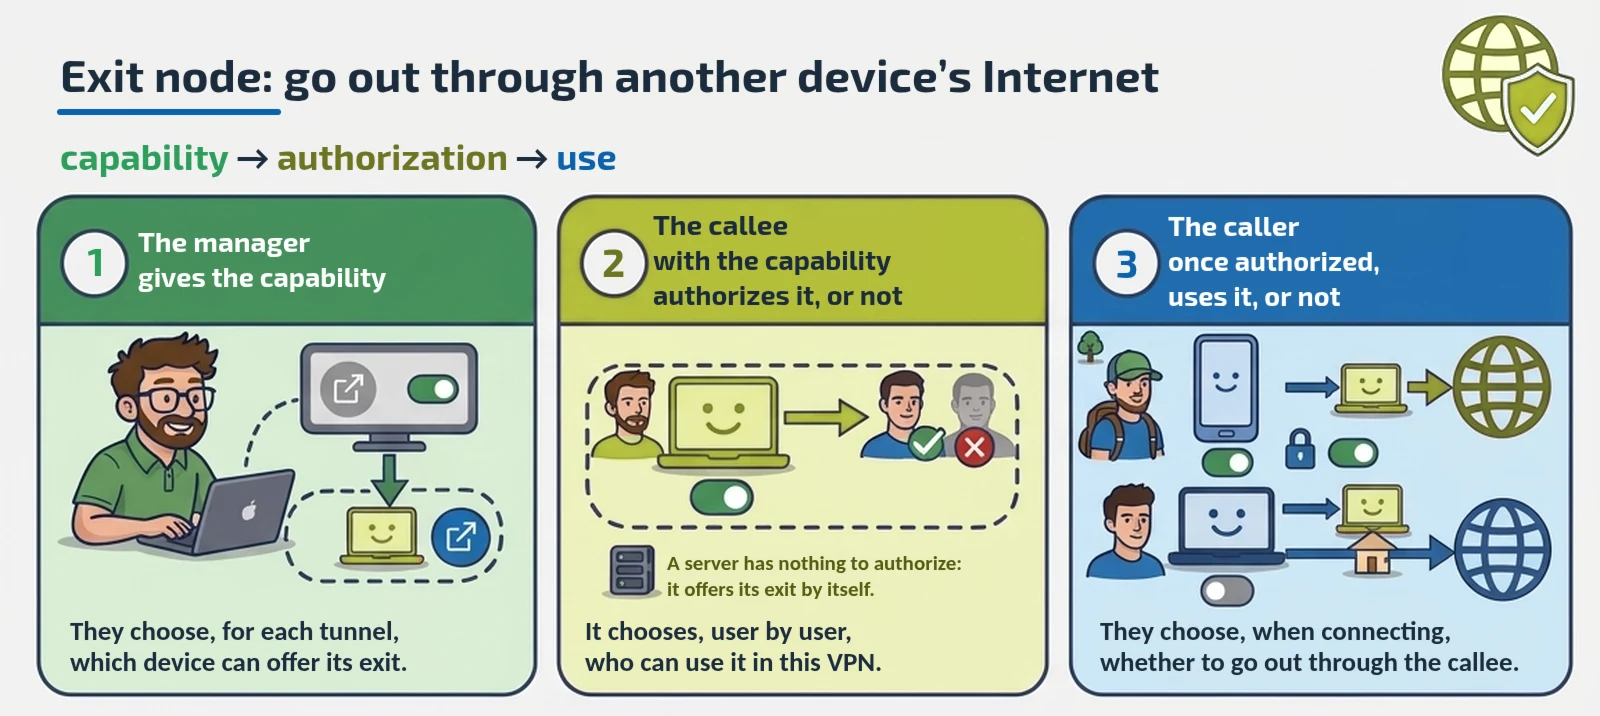 Exit node: go out through another device's Internet
capability → authorization → use
1
The manager
gives the capability
They choose, for each tunnel,
which device can offer its exit.
2
The callee
with the capability
authorizes it, or not
A server has nothing to authorize:
it offers its exit by itself.
It chooses, user by user,
who can use it in this VPN.
3
The caller
once authorized,
uses it, or not
They choose, when connecting,
whether to go out through the callee.